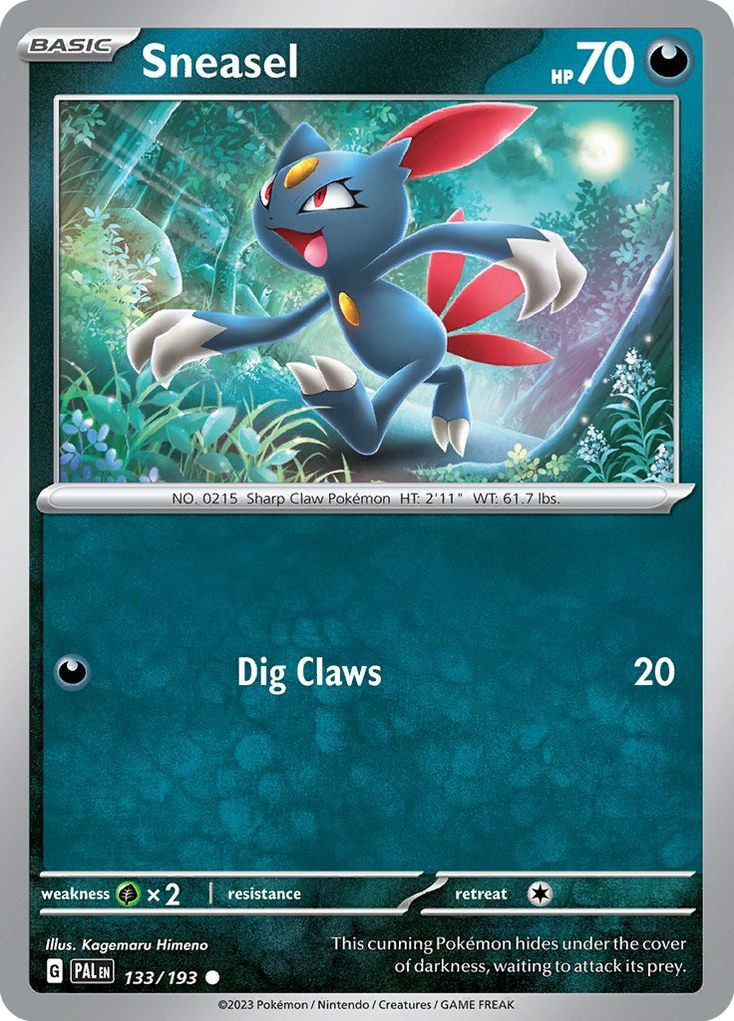 BASIC
Sneasel
HP 70
NO. 0215 Sharp Claw Pokémon HT: 2'11" WT: 61.7 lbs.
Dig Claws 20
weakness ×2 | resistance retreat
Illus. Kagemaru Himeno
This cunning Pokémon hides under the cover
of darkness, waiting to attack its prey.
G PAL EN 133/193
©2023 Pokémon / Nintendo / Creatures / GAME FREAK